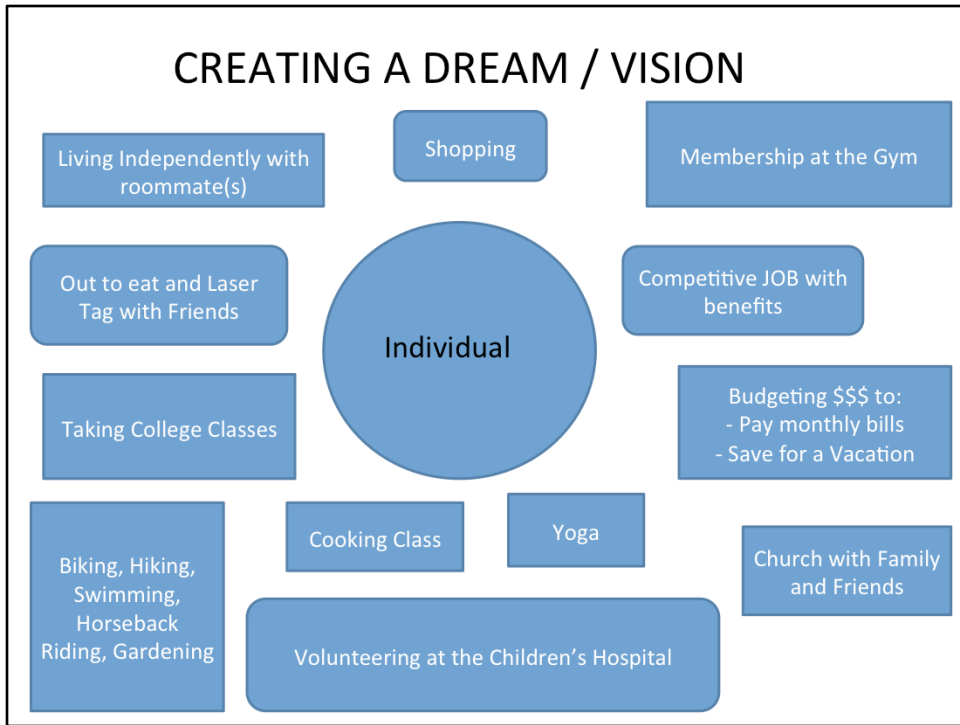 CREATING A DREAM / VISION
Living Independently with
roommate(s)
Shopping
Membership at the Gym
Out to eat and Laser
Tag with Friends
Competitive JOB with
benefits
Individual
Taking College Classes
Budgeting $$$ to:
- Pay monthly bills
- Save for a Vacation
Biking, Hiking,
Swimming,
Horseback
Riding, Gardening
Cooking Class
Yoga
Church with Family
and Friends
Volunteering at the Children’s Hospital